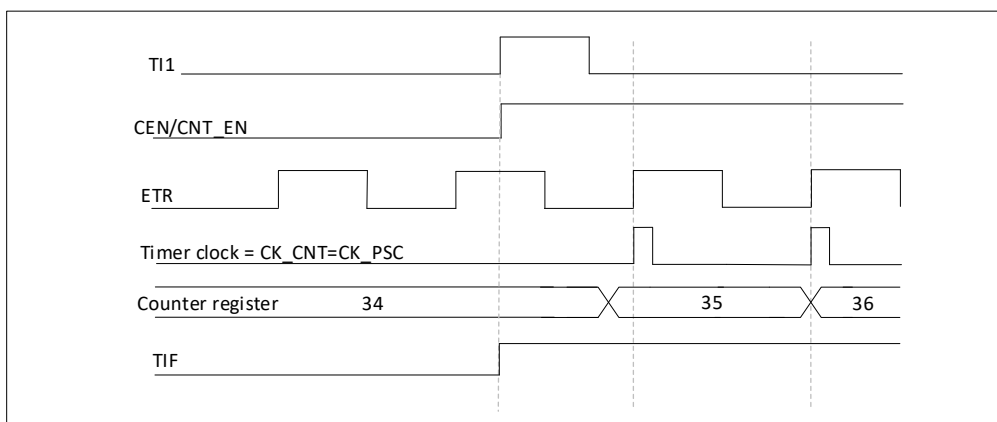 TI1
CEN/CNT_EN
ETR
Timer clock = CK_CNT=CK_PSC
Counter register 34 35 36
TIF